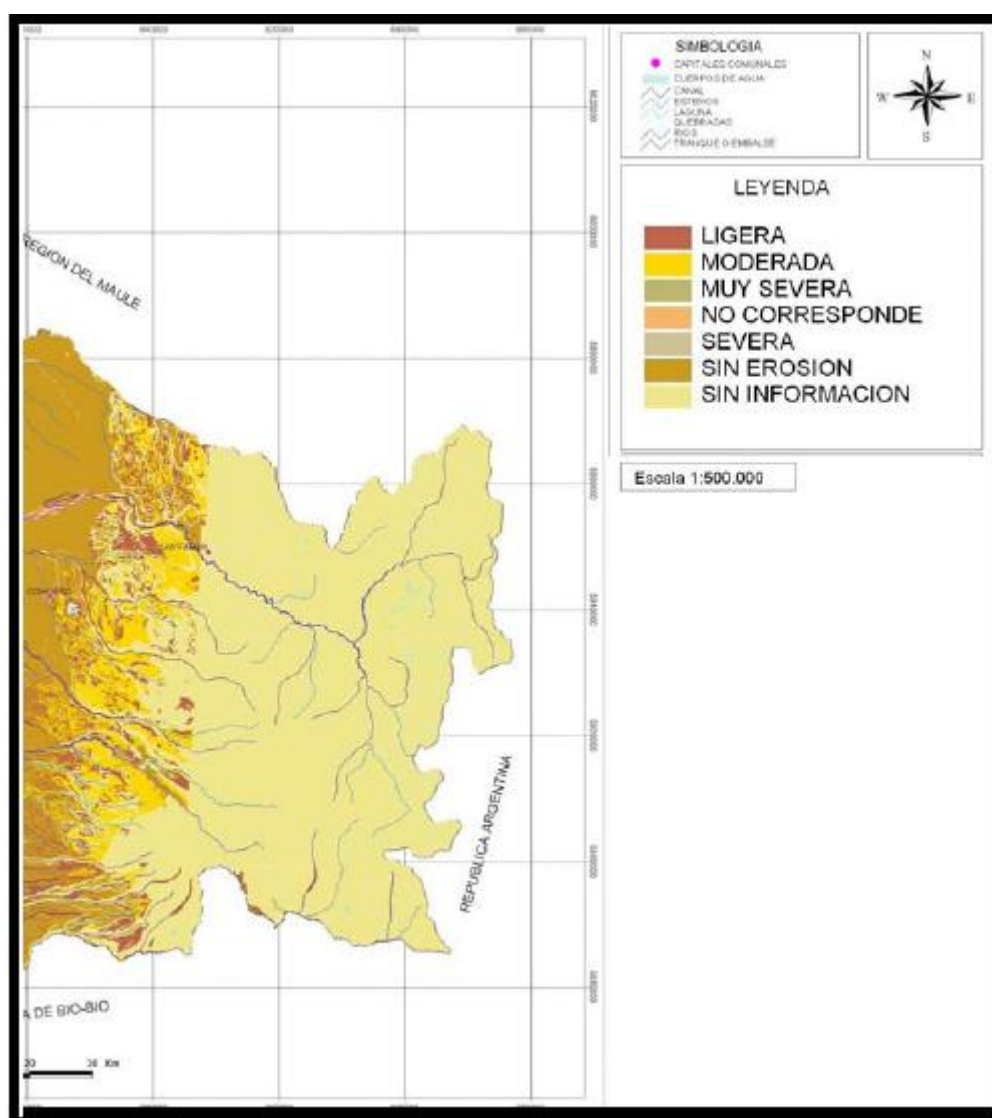 SIMBOLOGIA
CAPITALES COMUNALES
CUERPOS DE AGUA
CANAL
ESTEROS
LAGUNA
QUEBRADAS
RIOS
TRANQUE O EMBALSE
N
W
E
S
LEYENDA
LIGERA
MODERADA
MUY SEVERA
NO CORRESPONDE
SEVERA
SIN EROSION
SIN INFORMACION
Escala 1:500.000
REGION DEL MAULE
REPUBLICA ARGENTINA
A DE BIO-BIO
20
30 Km